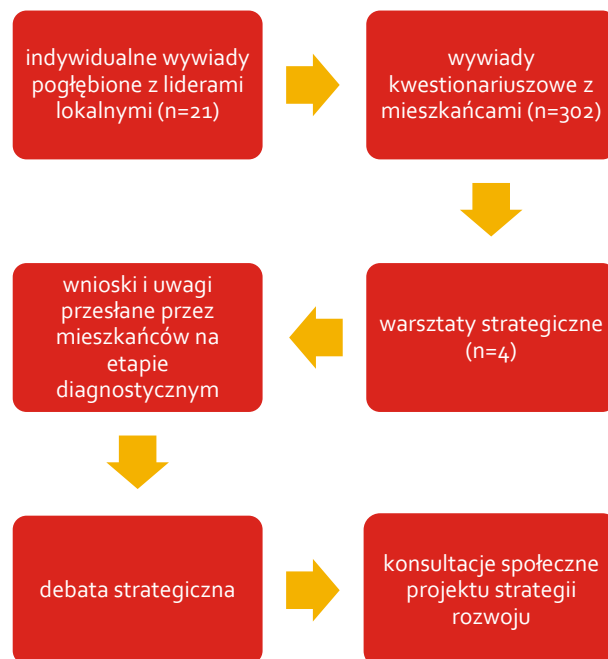 indywidualne wywiady
pogłębione z liderami
lokalnymi (n=21)
wywiady
kwestionariuszowe z
mieszkańcami (n=302)
warsztaty strategiczne
(n=4)
wnioski i uwagi
przesłane przez
mieszkańców na
etapie
diagnostycznym
debata strategiczna
konsultacje społeczne
projektu strategii
rozwoju